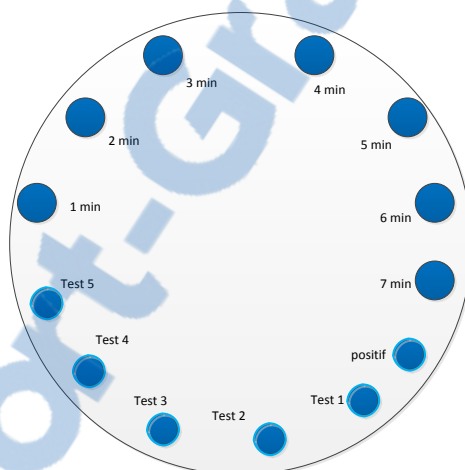 3 min
4 min
2 min
5 min
1 min
6 min
Test 5
7 min
Test 4
positif
Test 3
Test 1
Test 2